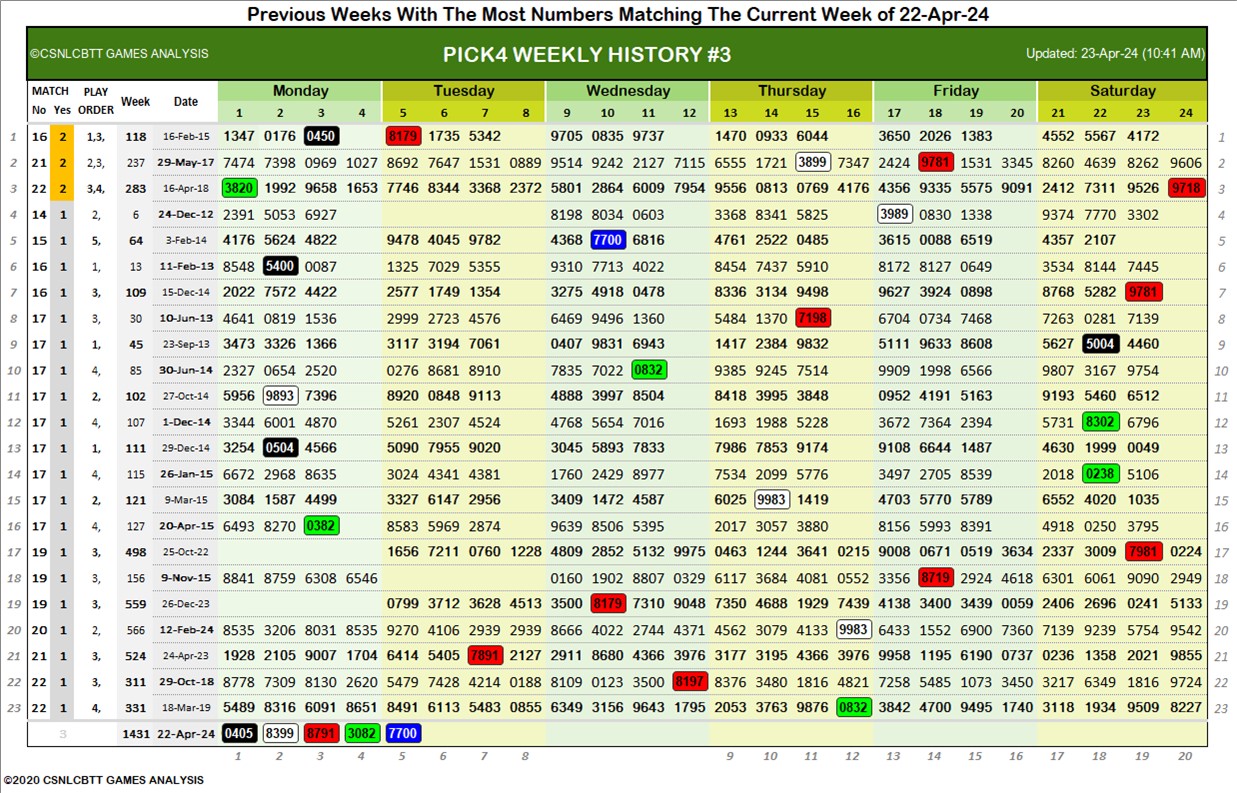 Previous Weeks With The Most Numbers Matching The Current Week of 22-Apr-24
©CSNLCBTT GAMES ANALYSIS PICK4 WEEKLY HISTORY #3 Updated: 23-Apr-24 (10:41 AM)
MATCH PLAY Week Date Monday Tuesday Wednesday Thursday Friday Saturday
No Yes ORDER 1 2 3 4 5 6 7 8 9 10 11 12 13 14 15 16 17 18 19 20 21 22 23 24
1 16 2 1,3, 118 16-Feb-15 1347 0176 0450 8179 1735 5342 9705 0835 9737 1470 0933 6044 3650 2026 1383 4552 5567 4172 1
2 21 2 2,3, 237 29-May-17 7474 7398 0969 1027 8692 7647 1531 0889 9514 9242 2127 7115 6555 1721 3899 7347 2424 9781 1531 3345 8260 4639 8262 9606 2
3 22 2 3,4, 283 16-Apr-18 3820 1992 9658 1653 7746 8344 3368 2372 5801 2864 6009 7954 9556 0813 0769 4176 4356 9335 5575 9091 2412 7311 9526 9718 3
4 14 1 2, 6 24-Dec-12 2391 5053 6927 8198 8034 0603 3368 8341 5825 3989 0830 1338 9374 7770 3302 4
5 15 1 5, 64 3-Feb-14 4176 5624 4822 9478 4045 9782 4368 7700 6816 4761 2522 0485 3615 0088 6519 4357 2107 5
6 16 1 1, 13 11-Feb-13 8548 5400 0087 1325 7029 5355 9310 7713 4022 8454 7437 5910 8172 8127 0649 3534 8144 7445 6
7 16 1 3, 109 15-Dec-14 2022 7572 4422 2577 1749 1354 3275 4918 0478 8336 3134 9498 9627 3924 0898 8768 5282 9781 7
8 17 1 3, 30 10-Jun-13 4641 0819 1536 2999 2723 4576 6469 9496 1360 5484 1370 7198 6704 0734 7468 7263 0281 7139 8
9 17 1 1, 45 23-Sep-13 3473 3326 1366 3117 3194 7061 0407 9831 6943 1417 2384 9832 5111 9633 8608 5627 5004 4460 9
10 17 1 4, 85 30-Jun-14 2327 0654 2520 0276 8681 8910 7835 7022 0832 9385 9245 7514 9909 1998 6566 9807 3167 9754 10
11 17 1 2, 102 27-Oct-14 5956 9893 7396 8920 0848 9113 4888 3997 8504 8418 3995 3848 0952 4191 5163 9193 5460 6512 11
12 17 1 4, 107 1-Dec-14 3344 6001 4870 5261 2307 4524 4768 5654 7016 1693 1988 5228 3672 7364 2394 5731 8302 6796 12
13 17 1 1, 111 29-Dec-14 3254 0504 4566 5090 7955 9020 3045 5893 7833 7986 7853 9174 9108 6644 1487 4630 1999 0049 13
14 17 1 4, 115 26-Jan-15 6672 2968 8635 3024 4341 4381 1760 2429 8977 7534 2099 5776 3497 2705 8539 2018 0238 5106 14
15 17 1 2, 121 9-Mar-15 3084 1587 4499 3327 6147 2956 3409 1472 4587 6025 9983 1419 4703 5770 5789 6552 4020 1035 15
16 17 1 4, 127 20-Apr-15 6493 8270 0382 8583 5969 2874 9639 8506 5395 2017 3057 3880 8156 5993 8391 4918 0250 3795 16
17 19 1 3, 498 25-Oct-22 1656 7211 0760 1228 4809 2852 5132 9975 0463 1244 3641 0215 9008 0671 0519 3634 2337 3009 7981 0224 17
18 19 1 3, 156 9-Nov-15 8841 8759 6308 6546 0160 1902 8807 0329 6117 3684 4081 0552 3356 8719 2924 4618 6301 6061 9090 2949 18
19 19 1 3, 559 26-Dec-23 0799 3712 3628 4513 3500 8179 7310 9048 7350 4688 1929 7439 4138 3400 3439 0059 2406 2696 0241 5133 19
20 20 1 2, 566 12-Feb-24 8535 3206 8031 8535 9270 4106 2939 2939 8666 4022 2744 4371 4562 3079 4133 9983 6433 1552 6900 7360 7139 9239 5754 9542 20
21 21 1 3, 524 24-Apr-23 1928 2105 9007 1704 6414 5405 7891 2127 2911 8680 4366 3976 3177 3195 4366 3976 9958 3195 6190 0737 0236 1358 2021 9655 21
22 22 1 3, 311 29-Oct-18 8778 7309 8130 2620 5479 7428 4214 0188 8109 0123 3500 8197 8376 3480 1816 4821 7258 5485 1073 3450 3217 6349 1816 9724 22
23 22 1 4, 331 18-Mar-19 5489 8316 6091 8651 8491 6113 5483 0855 6349 3156 9643 1795 2053 3763 9876 0832 3842 4700 9495 1740 3118 1934 9509 8227 23
3 1431 22-Apr-24 0405 8399 8791 3082 7700
1 2 3 4 5 6 7 8 9 10 11 12 13 14 15 16 17 18 19 20
©2020 CSNLCBTT GAMES ANALYSIS